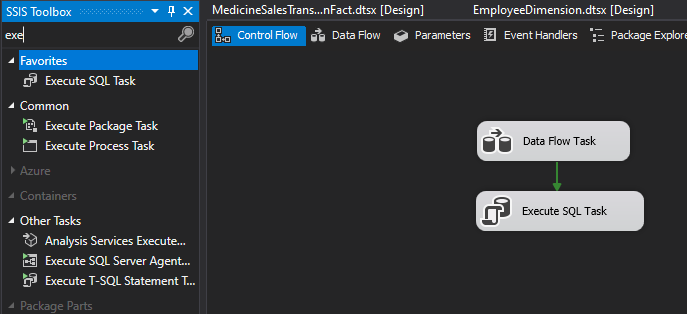 SSIS Toolbox
exe
Favorites
Execute SQL Task
Common
Execute Package Task
Execute Process Task
Azure
Containers
Other Tasks
Analysis Services Execute...
Execute SQL Server Agent...
Execute T-SQL Statement T...
Package Parts
MedicineSalesTrans...nFact.dtsx [Design]
EmployeeDimension.dtsx [Design]
Control Flow
Data Flow
Parameters
Event Handlers
Package Explore
Data Flow Task
Execute SQL Task